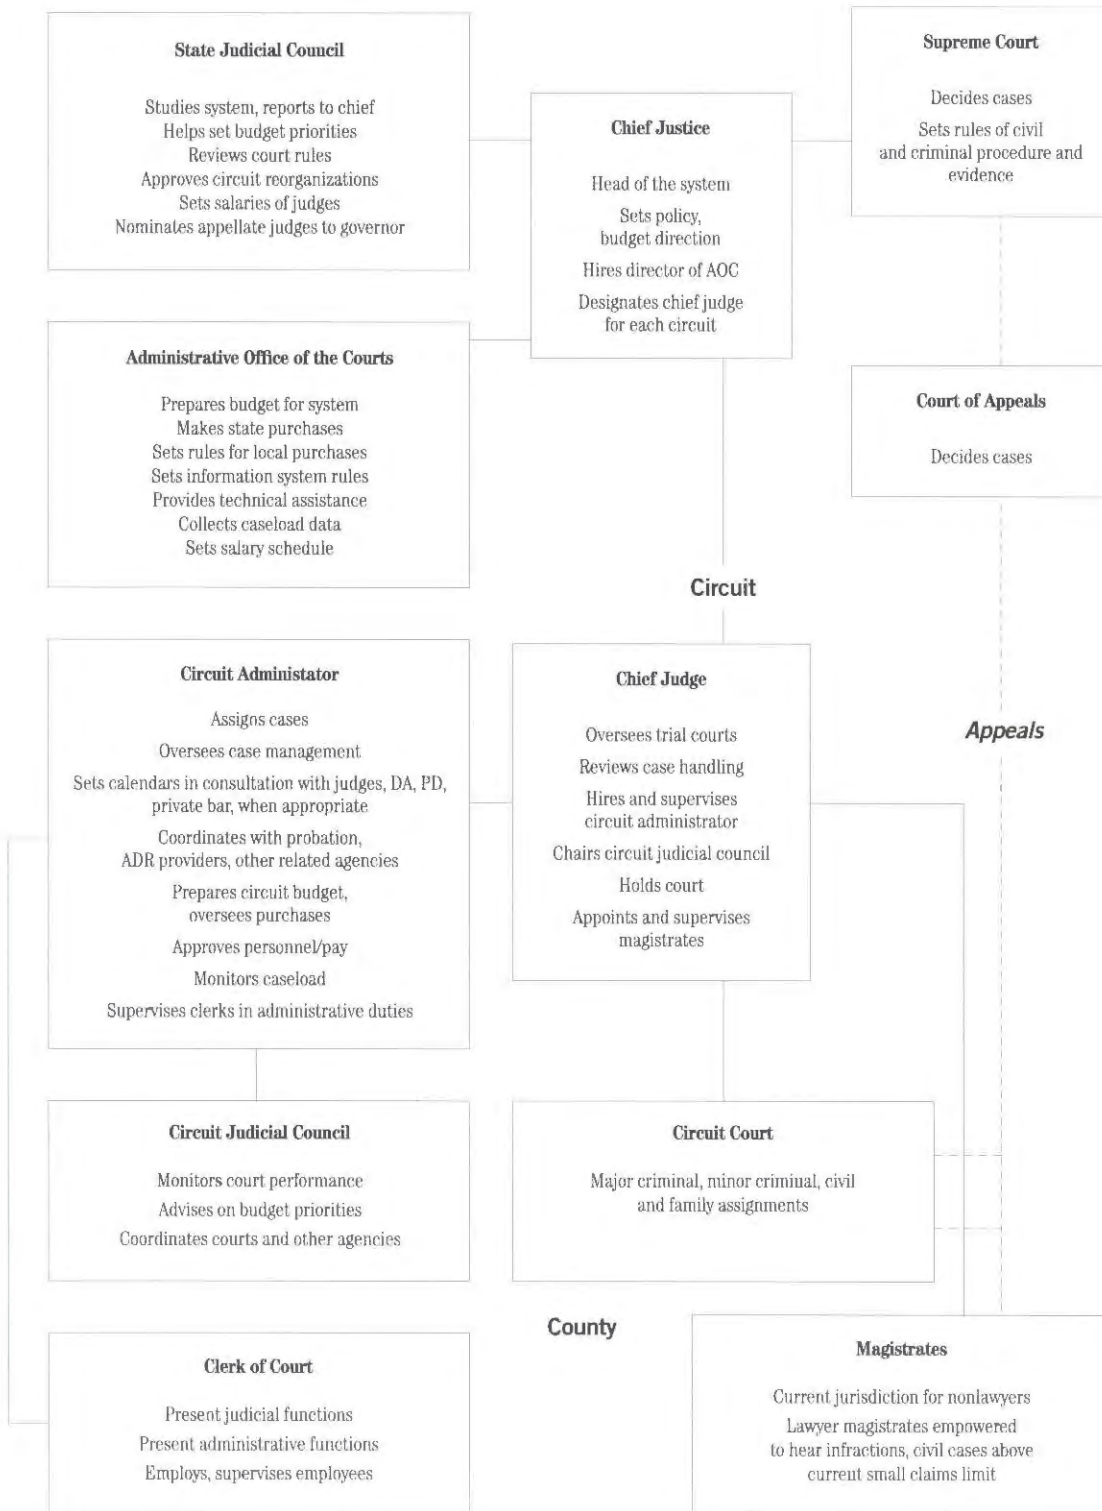 State Judicial Council
Studies system, reports to chief
Helps set budget priorities
Reviews court rules
Approves circuit reorganizations
Sets salaries of judges
Nominates appellate judges to governor
Chief Justice
Head of the system
Sets policy,
budget direction
Hires director of AOC
Designates chief judge
for each circuit
Supreme Court
Decides cases
Sets rules of civil
and criminal procedure and
evidence
Administrative Office of the Courts
Prepares budget for system
Makes state purchases
Sets rules for local purchases
Sets information system rules
Provides technical assistance
Collects caseload data
Sets salary schedule
Court of Appeals
Decides cases
Circuit
Circuit Administator
Assigns cases
Oversees case management
Sets calendars in consultation with judges, DA, PD,
private bar, when appropriate
Coordinates with probation,
ADR providers, other related agencies
Prepares circuit budget,
oversees purchases
Approves personnel/pay
Monitors caseload
Supervises clerks in administrative duties
Chief Judge
Oversees trial courts
Reviews case handling
Hires and supervises
circuit administrator
Chairs circuit judicial council
Holds court
Appoints and supervises
magistrates
Appeals
Circuit Judicial Council
Monitors court performance
Advises on budget priorities
Coordinates courts and other agencies
Circuit Court
Major criminal, minor criminal, civil
and family assignments
County
Clerk of Court
Present judicial functions
Present administrative functions
Employs, supervises employees
Magistrates
Current jurisdiction for nonlawyers
Lawyer magistrates empowered
to hear infractions, civil cases above
current small claims limit